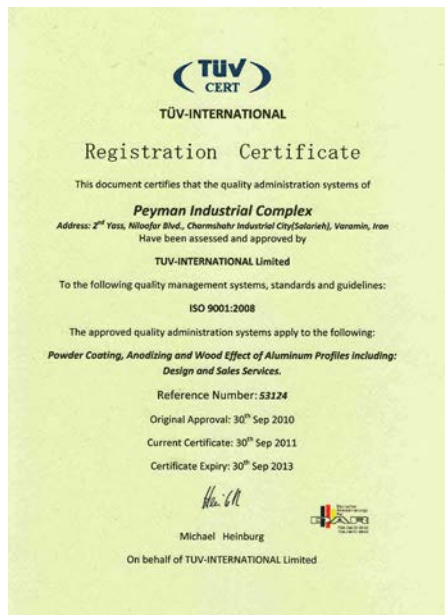 TÜV
CERT
TÜV-INTERNATIONAL
Registration Certificate
This document certifies that the quality administration systems of
Peyman Industrial Complex
Address: 2nd Yass, Niloofar Blvd., Charmshahr Industrial City(Salarieh), Varamin, Iran
Have been assessed and approved by
TUV-INTERNATIONAL Limited
To the following quality management systems, standards and guidelines:
ISO 9001:2008
The approved quality administration systems apply to the following:
Powder Coating, Anodizing and Wood Effect of Aluminum Profiles including:
Design and Sales Services.
Reference Number: 53124
Original Approval: 30th Sep 2010
Current Certificate: 30th Sep 2011
Certificate Expiry: 30th Sep 2013
Michael Heinburg
On behalf of TUV-INTERNATIONAL Limited